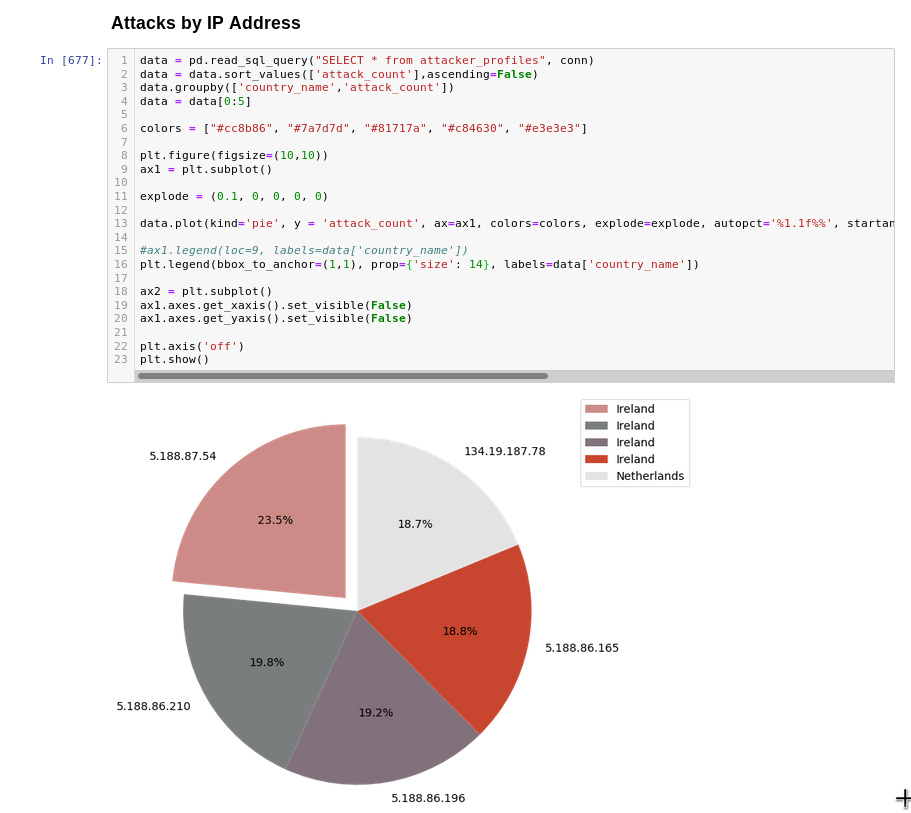 Attacks by IP Address
In [677]:
1 data = pd.read_sql_query("SELECT * from attacker_profiles", conn)
2 data = data.sort_values(['attack_count'],ascending=False)
3 data.groupby(['country_name','attack_count'])
4 data = data[0:5]
5
6 colors = ["#cc8b86", "#7a7d7d", "#81717a", "#c84630", "#e3e3e3"]
7
8 plt.figure(figsize=(10,10))
9 ax1 = plt.subplot()
10
11 explode = (0.1, 0, 0, 0, 0)
12
13 data.plot(kind='pie', y = 'attack_count', ax=ax1, colors=colors, explode=explode, autopct='%1.1f%%', startan
14
15 #ax1.legend(loc=9, labels=data['country_name'])
16 plt.legend(bbox_to_anchor=(1,1), prop={'size': 14}, labels=data['country_name'])
17
18 ax2 = plt.subplot()
19 ax1.axes.get_xaxis().set_visible(False)
20 ax1.axes.get_yaxis().set_visible(False)
21
22 plt.axis('off')
23 plt.show()
Ireland
Ireland
Ireland
Ireland
Netherlands
5.188.87.54
134.19.187.78
23.5%
18.7%
18.8%
5.188.86.165
19.8%
5.188.86.210
19.2%
5.188.86.196